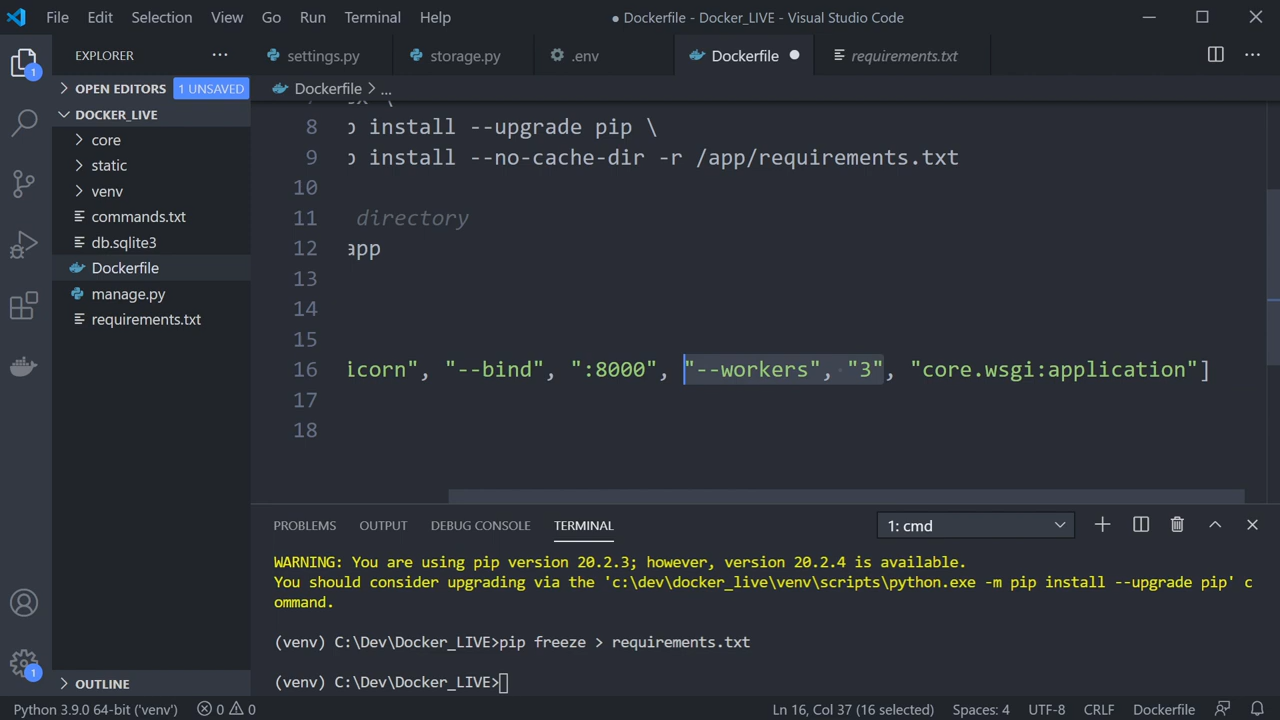 File Edit Selection View Go Run Terminal Help
● Dockerfile - Docker_LIVE - Visual Studio Code
EXPLORER ...
settings.py
storage.py
.env
Dockerfile
requirements.txt
OPEN EDITORS 1 UNSAVED
Dockerfile > ...
DOCKER_LIVE
core
static
venv
commands.txt
db.sqlite3
Dockerfile
manage.py
requirements.txt
OUTLINE
8 install --upgrade pip \
9 install --no-cache-dir -r /app/requirements.txt
10
11 directory
12 app
13
14
15
16 icorn", "--bind", ":8000", "--workers", "3", "core.wsgi:application"]
17
18
PROBLEMS OUTPUT DEBUG CONSOLE TERMINAL
1: cmd
WARNING: You are using pip version 20.2.3; however, version 20.2.4 is available.
You should consider upgrading via the 'c:\dev\docker_live\venv\scripts\python.exe -m pip install --upgrade pip' c
ommand.
(venv) C:\Dev\Docker_LIVE>pip freeze > requirements.txt
(venv) C:\Dev\Docker_LIVE>
1
1
Python 3.9.0 64-bit ('venv') 0 0 Ln 16, Col 37 (16 selected) Spaces: 4 UTF-8 CRLF Dockerfile